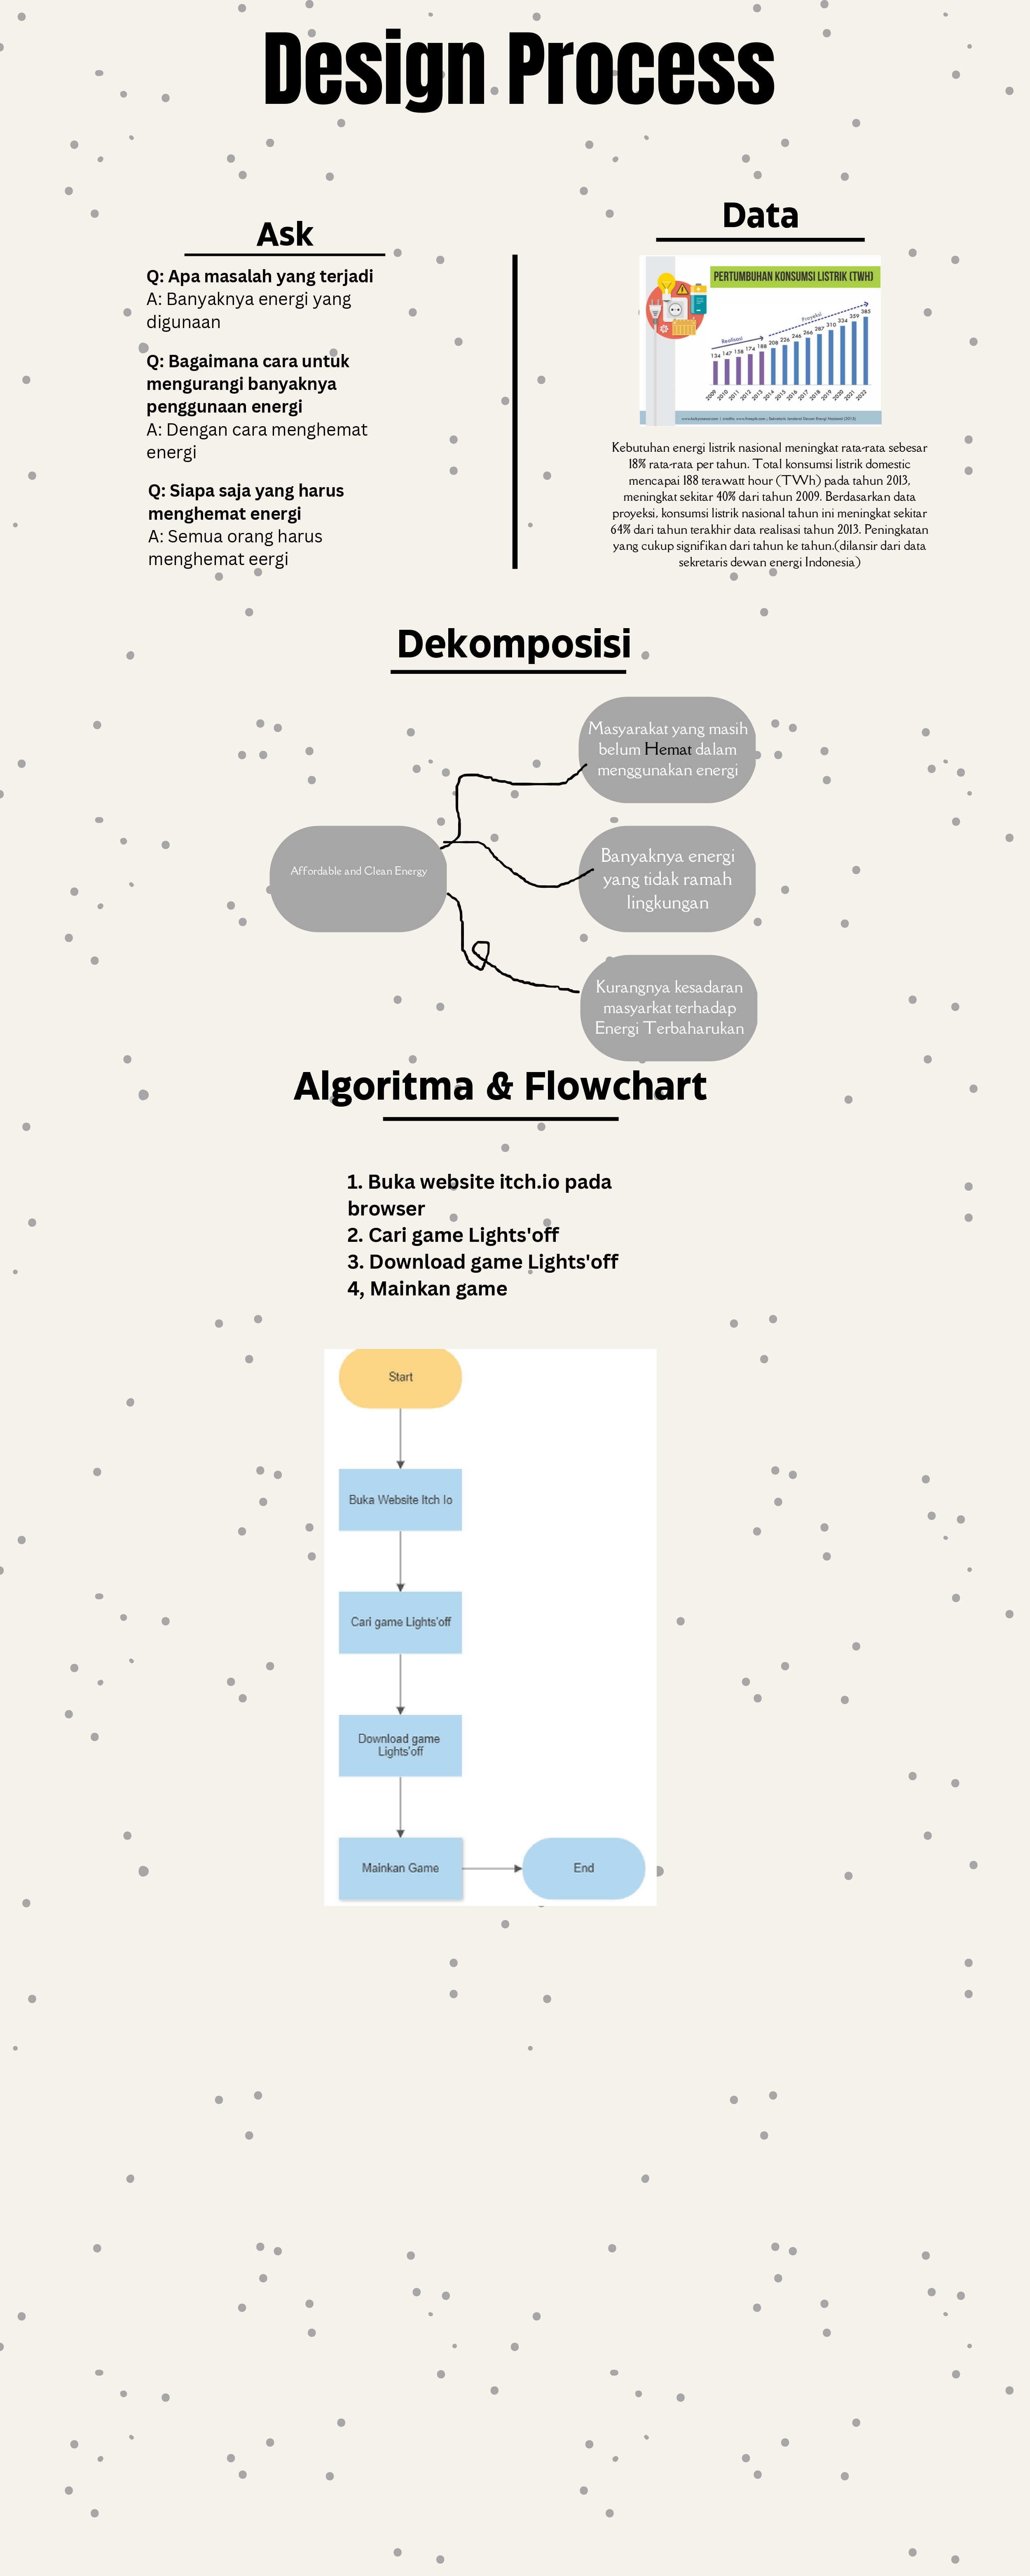 Design Process
Ask
Q: Apa masalah yang terjadi
A: Banyaknya energi yang
digunaan
Q: Bagaimana cara untuk
mengurangi banyaknya
penggunaan energi
A: Dengan cara menghemat
energi
Q: Siapa saja yang harus
menghemat energi
A: Semua orang harus
menghemat eergi
Data
PERTUMBUHAN KONSUMSI LISTRIK (TWH)
Realisasi
Proyeksi
134 147 158 174 188 208 226 246 266 287 310 334 359 385
2009 2010 2011 2012 2013 2014 2015 2016 2017 2018 2019 2020 2021 2022
Kebutuhan energi listrik nasional meningkat rata-rata sebesar
18% rata-rata per tahun. Total konsumsi listrik domestic
mencapai 188 terawatt hour (TWh) pada tahun 2013,
meningkat sekitar 40% dari tahun 2009. Berdasarkan data
proyeksi, konsumsi listrik nasional tahun ini meningkat sekitar
64% dari tahun terakhir data realisasi tahun 2013. Peningkatan
yang cukup signifikan dari tahun ke tahun.(dilansir dari data
sekretaris dewan energi Indonesia)
Dekomposisi
Masyarakat yang masih
belum Hemat dalam
menggunakan energi
Affordable and Clean Energy
Banyaknya energi
yang tidak ramah
lingkungan
Kurangnya kesadaran
masyarkat terhadap
Energi Terbaharukan
Algoritma & Flowchart
1. Buka website itch.io pada
browser
2. Cari game Lights'off
3. Download game Lights'off
4, Mainkan game
Start
Buka Website Itch Io
Cari game Lights'off
Download game
Lights'off
Mainkan Game
End